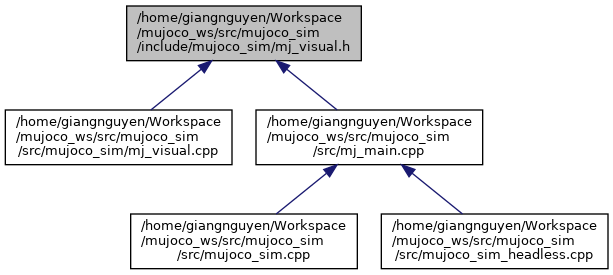 /home/giangnguyen/Workspace
/mujoco_ws/src/mujoco_sim
/include/mujoco_sim/mj_visual.h
/home/giangnguyen/Workspace
/mujoco_ws/src/mujoco_sim
/src/mujoco_sim/mj_visual.cpp
/home/giangnguyen/Workspace
/mujoco_ws/src/mujoco_sim
/src/mj_main.cpp
/home/giangnguyen/Workspace
/mujoco_ws/src/mujoco_sim
/src/mujoco_sim.cpp
/home/giangnguyen/Workspace
/mujoco_ws/src/mujoco_sim
/src/mujoco_sim_headless.cpp